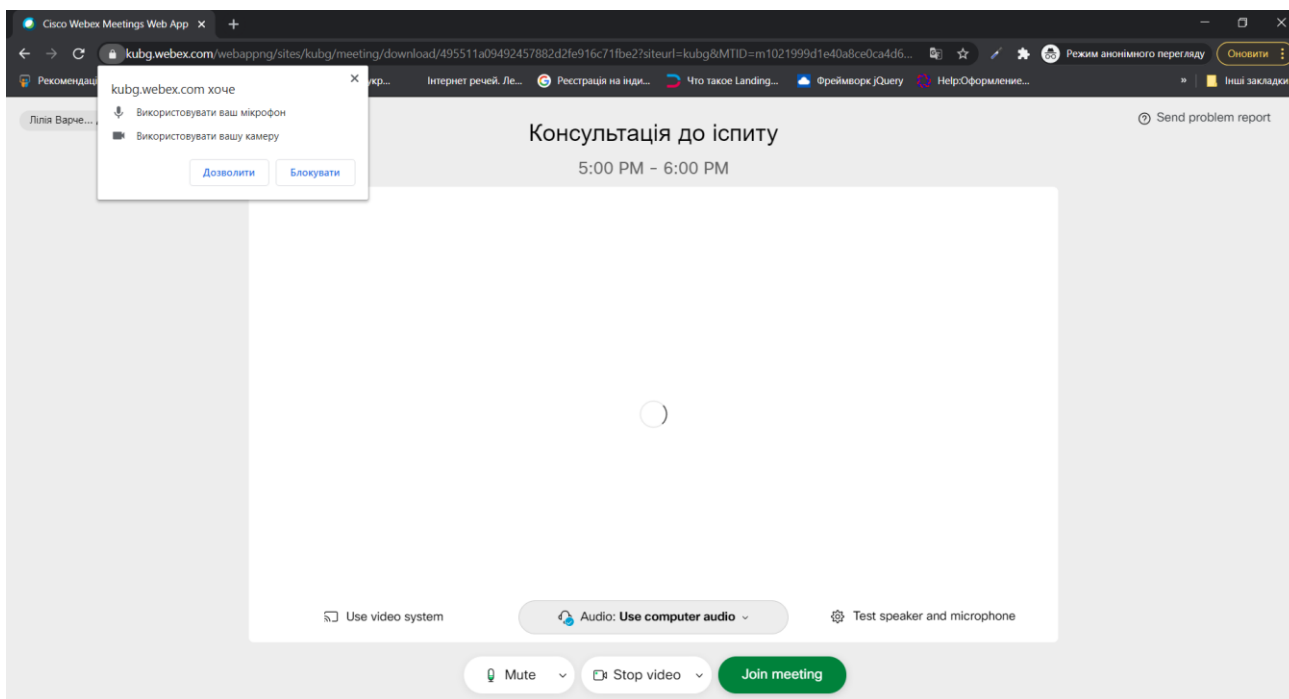 Cisco Webex Meetings Web App
kubg.webex.com/webappng/sites/kubg/meeting/download/495511a09492457882d2fe916c71fbe2?siteurl=kubg&MTID=m1021999d1e40a8ce0ca4d6... Режим анонімного перегляду Оновити
Рекомендаці укр... Інтернет речей. Ле... Реєстрація на інди... Что такое Landing... Фреймворк jQuery Help:Оформление... » Інші закладки
kubg.webex.com хоче
Використовувати ваш мікрофон
Використовувати вашу камеру
Дозволити Блокувати
Лілія Варче...
Send problem report
Консультація до іспиту
5:00 PM - 6:00 PM
Use video system Audio: Use computer audio Test speaker and microphone
Mute Stop video Join meeting